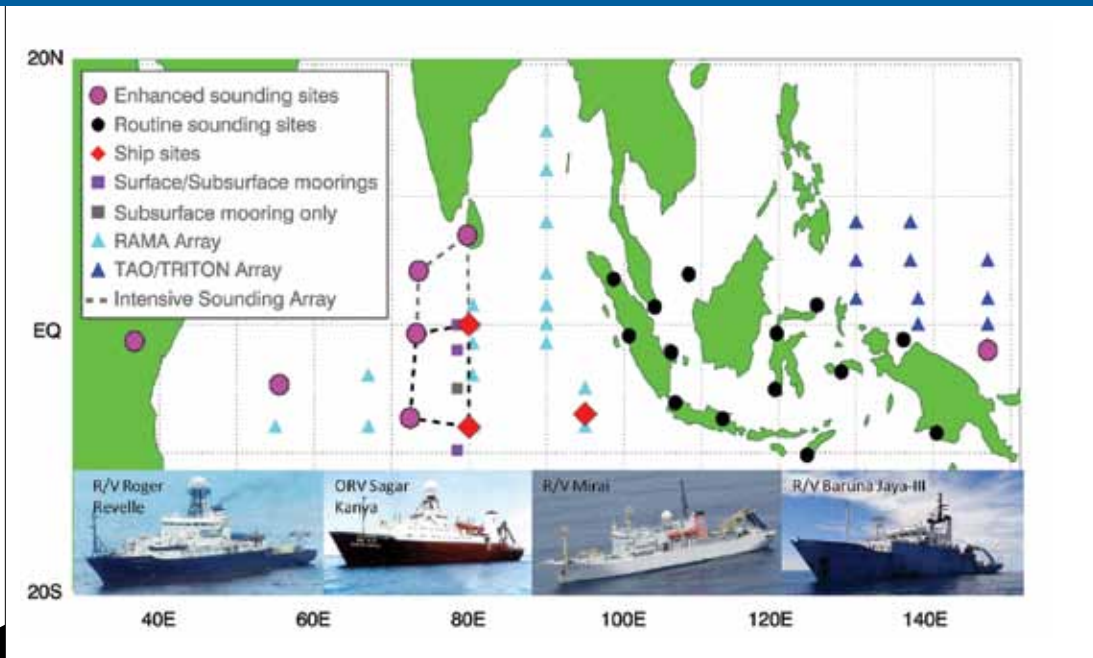 20N
Enhanced sounding sites
Routine sounding sites
Ship sites
Surface/Subsurface moorings
Subsurface mooring only
RAMA Array
TAO/TRITON Array
Intensive Sounding Array
EQ
R/V Roger
Revelle
ORV Sagar
Kanya
R/V Mirai
R/V Baruna Jaya-III
20S
40E 60E 80E 100E 120E 140E